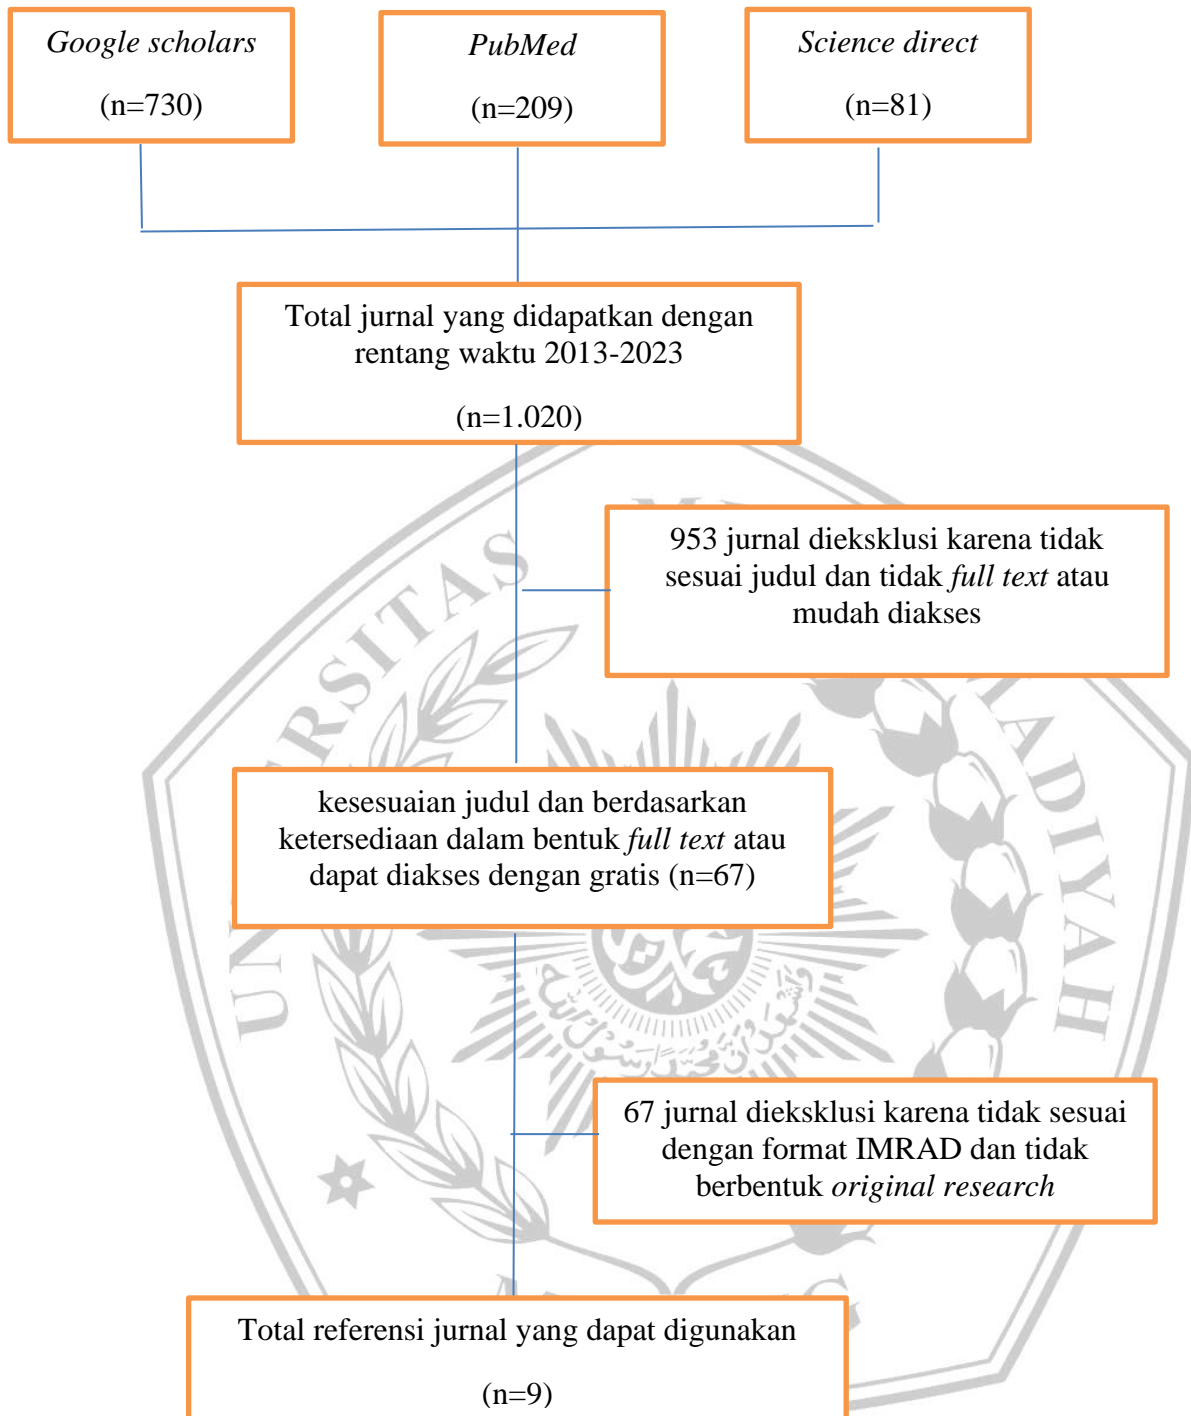 Google scholars
(n=730)
PubMed
(n=209)
Science direct
(n=81)
Total jurnal yang didapatkan dengan
rentang waktu 2013-2023
(n=1.020)
953 jurnal dieksklusi karena tidak
sesuai judul dan tidak full text atau
mudah diakses
kesesuaian judul dan berdasarkan
ketersediaan dalam bentuk full text atau
dapat diakses dengan gratis (n=67)
67 jurnal dieksklusi karena tidak sesuai
dengan format IMRAD dan tidak
berbentuk original research
Total referensi jurnal yang dapat digunakan
(n=9)